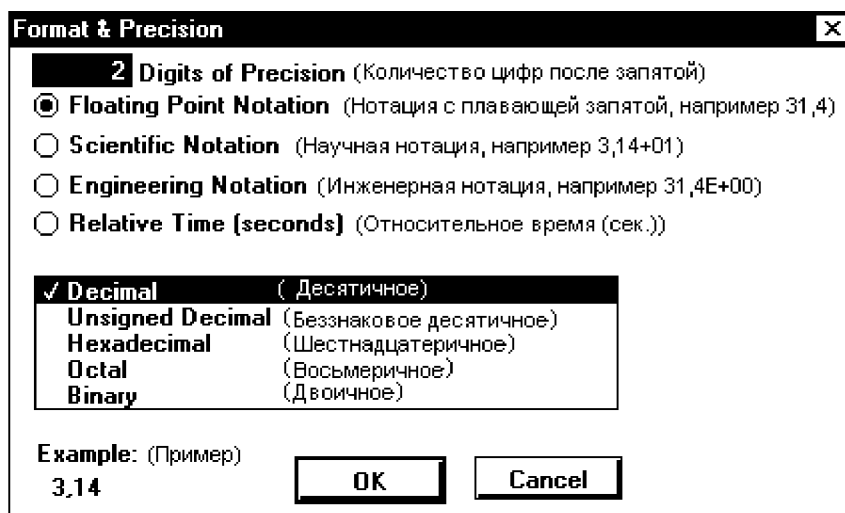 Format & Precision
2 Digits of Precision (Количество цифр после запятой)
Floating Point Notation (Нотация с плавающей запятой, например 31,4)
Scientific Notation (Научная нотация, например 3,14+01)
Engineering Notation (Инженерная нотация, например 31,4E+00)
Relative Time (seconds) (Относительное время (сек.))
✓ Decimal ( Десятичное)
Unsigned Decimal (Беззнаковое десятичное)
Hexadecimal (Шестнадцатеричное)
Octal (Восьмеричное)
Binary (Двоичное)
Example: (Пример)
3,14
OK Cancel